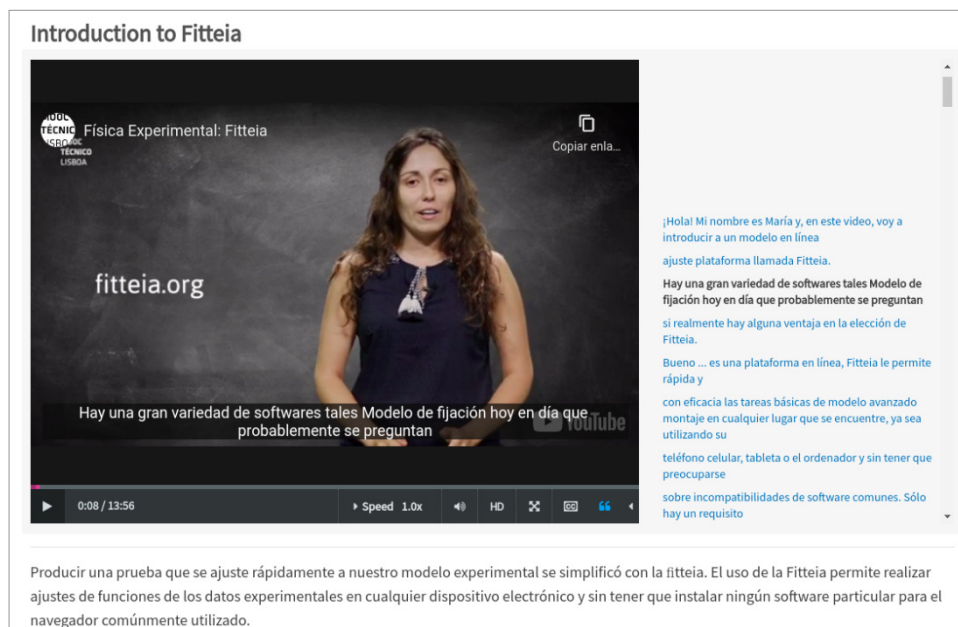 Introduction to Fitteia
TÉCNICO
LISBOA
Física Experimental: Fitteia
Copiar enla...
fitteia.org
Hay una gran variedad de softwares tales Modelo de fijación hoy en día que
probablemente se preguntan
YouTube
0:08 / 13:56
Speed 1.0x
HD
CC
¡Hola! Mi nombre es María y, en este video, voy a
introducir a un modelo en línea
ajuste plataforma llamada Fitteia.
Hay una gran variedad de softwares tales Modelo de
fijación hoy en día que probablemente se preguntan
si realmente hay alguna ventaja en la elección de
Fitteia.
Bueno ... es una plataforma en línea, Fitteia le permite
rápida y
con eficacia las tareas básicas de modelo avanzado
montaje en cualquier lugar que se encuentre, ya sea
utilizando su
teléfono celular, tableta o el ordenador y sin tener que
preocuparse
sobre incompatibilidades de software comunes. Sólo
hay un requisito
Producir una prueba que se ajuste rápidamente a nuestro modelo experimental se simplificó con la fitteia. El uso de la Fitteia permite realizar
ajustes de funciones de los datos experimentales en cualquier dispositivo electrónico y sin tener que instalar ningún software particular para el
navegador comúnmente utilizado.